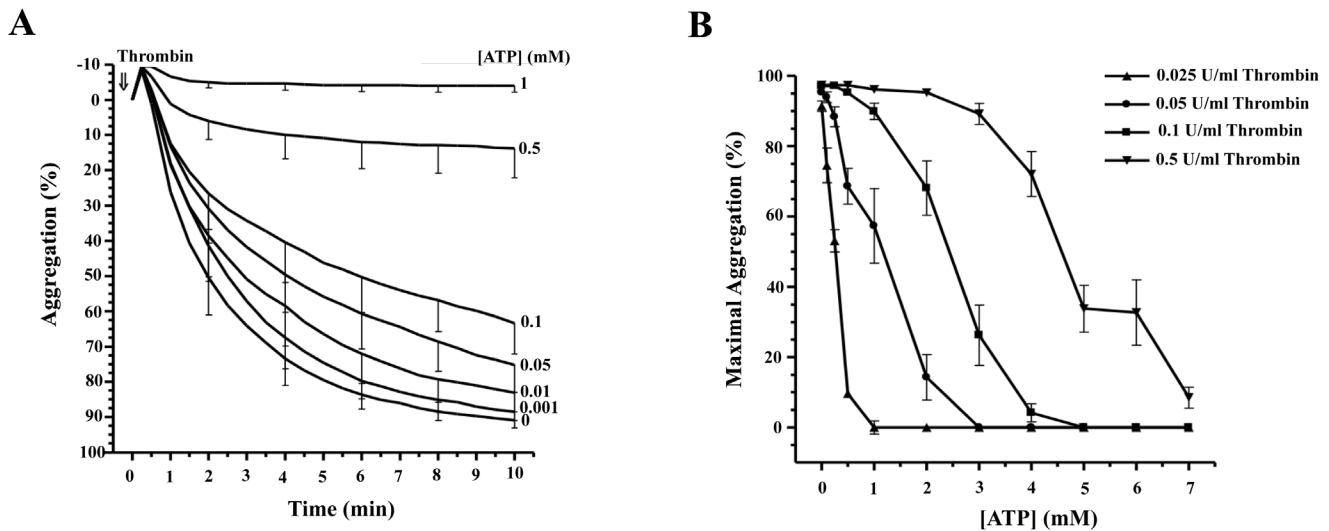 A
Thrombin
[ATP] (mM)
-10
0
10
20
30
40
50
60
70
80
90
100
1
0.5
0.1
0.05
0.01
0.001
0
Aggregation (%)
0 1 2 3 4 5 6 7 8 9 10
Time (min)
B
100
80
60
40
20
0
Maximal Aggregation (%)
0 1 2 3 4 5 6 7
[ATP] (mM)
0.025 U/ml Thrombin
0.05 U/ml Thrombin
0.1 U/ml Thrombin
0.5 U/ml Thrombin